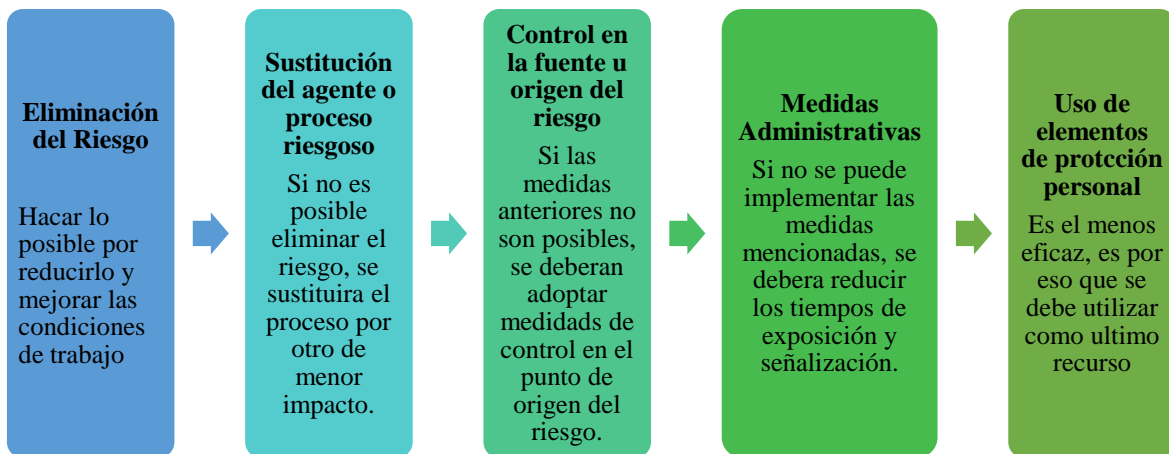 Eliminación
del Riesgo
Hacar lo
posible por
reducirlo y
mejorar las
condiciones
de trabajo
Sustitución
del agente o
proceso
riesgoso
Si no es
posible
eliminar el
riesgo, se
sustituira el
proceso por
otro de
menor
impacto.
Control en
la fuente u
origen del
riesgo
Si las
medidas
anteriores no
son posibles,
se deberan
adoptar
medidads de
control en el
punto de
origen del
riesgo.
Medidas
Administrativas
Si no se puede
implementar las
medidas
mencionadas, se
debera reducir
los tiempos de
exposición y
señalización.
Uso de
elementos
de protcción
personal
Es el menos
eficaz, es por
eso que se
debe utilizar
como ultimo
recurso